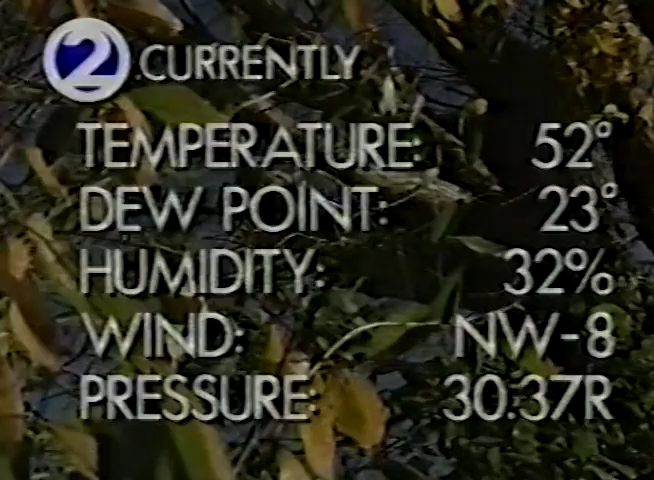 2 CURRENTLY
TEMPERATURE: 52°
DEW POINT: 23°
HUMIDITY: 32%
WIND: NW-8
PRESSURE: 30.37R